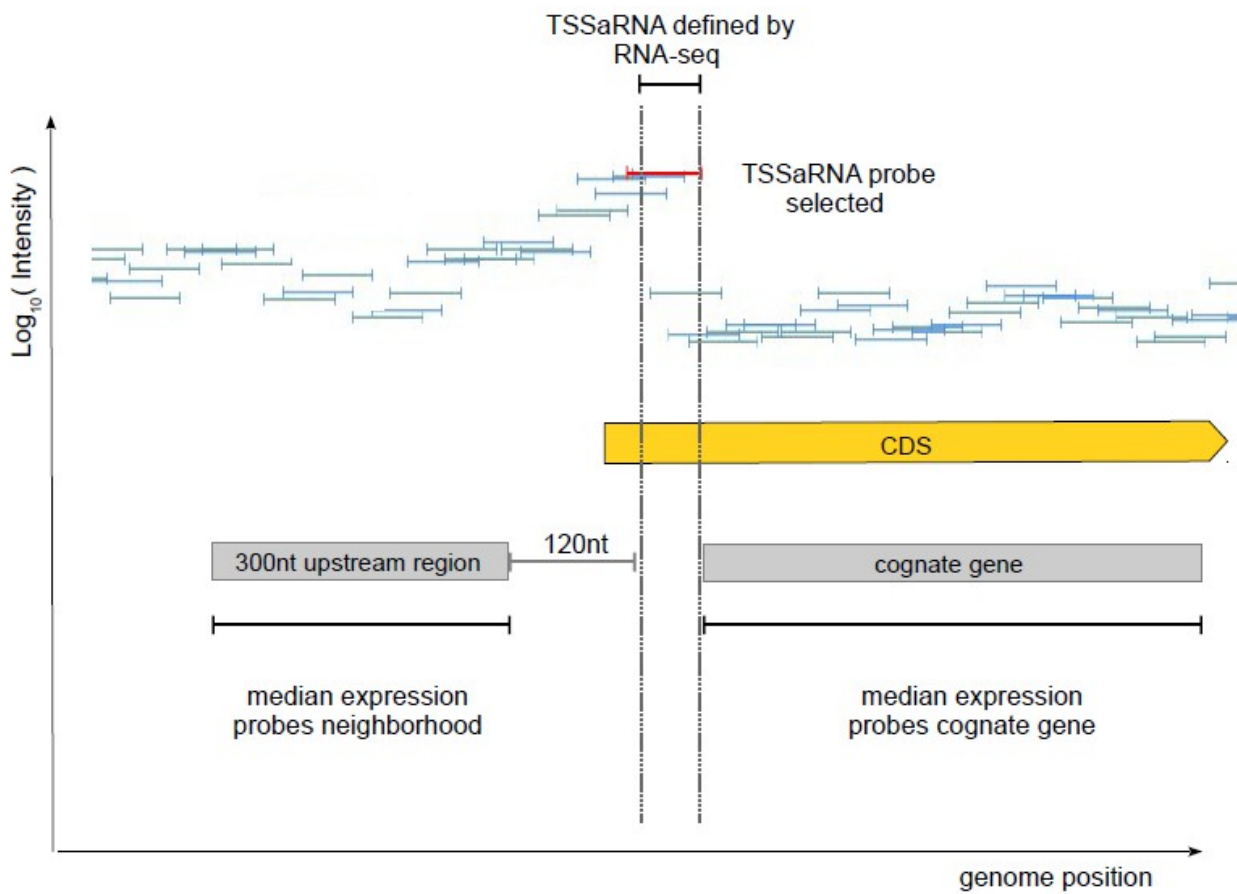 TSSaRNA defined by
RNA-seq
Log10( Intensity )
TSSaRNA probe
selected
CDS
300nt upstream region
120nt
cognate gene
median expression
probes neighborhood
median expression
probes cognate gene
genome position